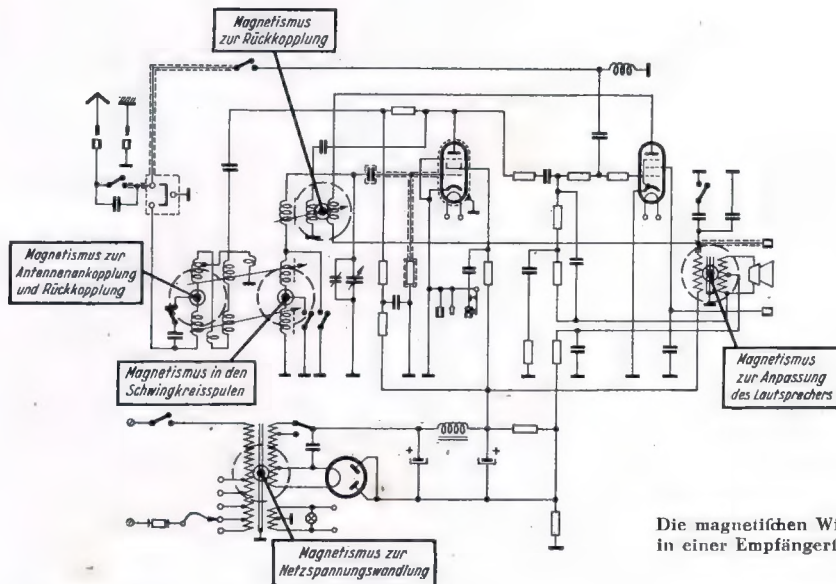 Magnetismus
zur Rückkopplung
Magnetismus zur
Antennenankopplung
und Rückkopplung
Magnetismus in den
Schwingkreisspulen
Magnetismus
zur Anpassung
des Lautsprechers
Magnetismus zur
Netzspannungswandlung
Die magnetiſchen Wi
in einer Empfängerſ